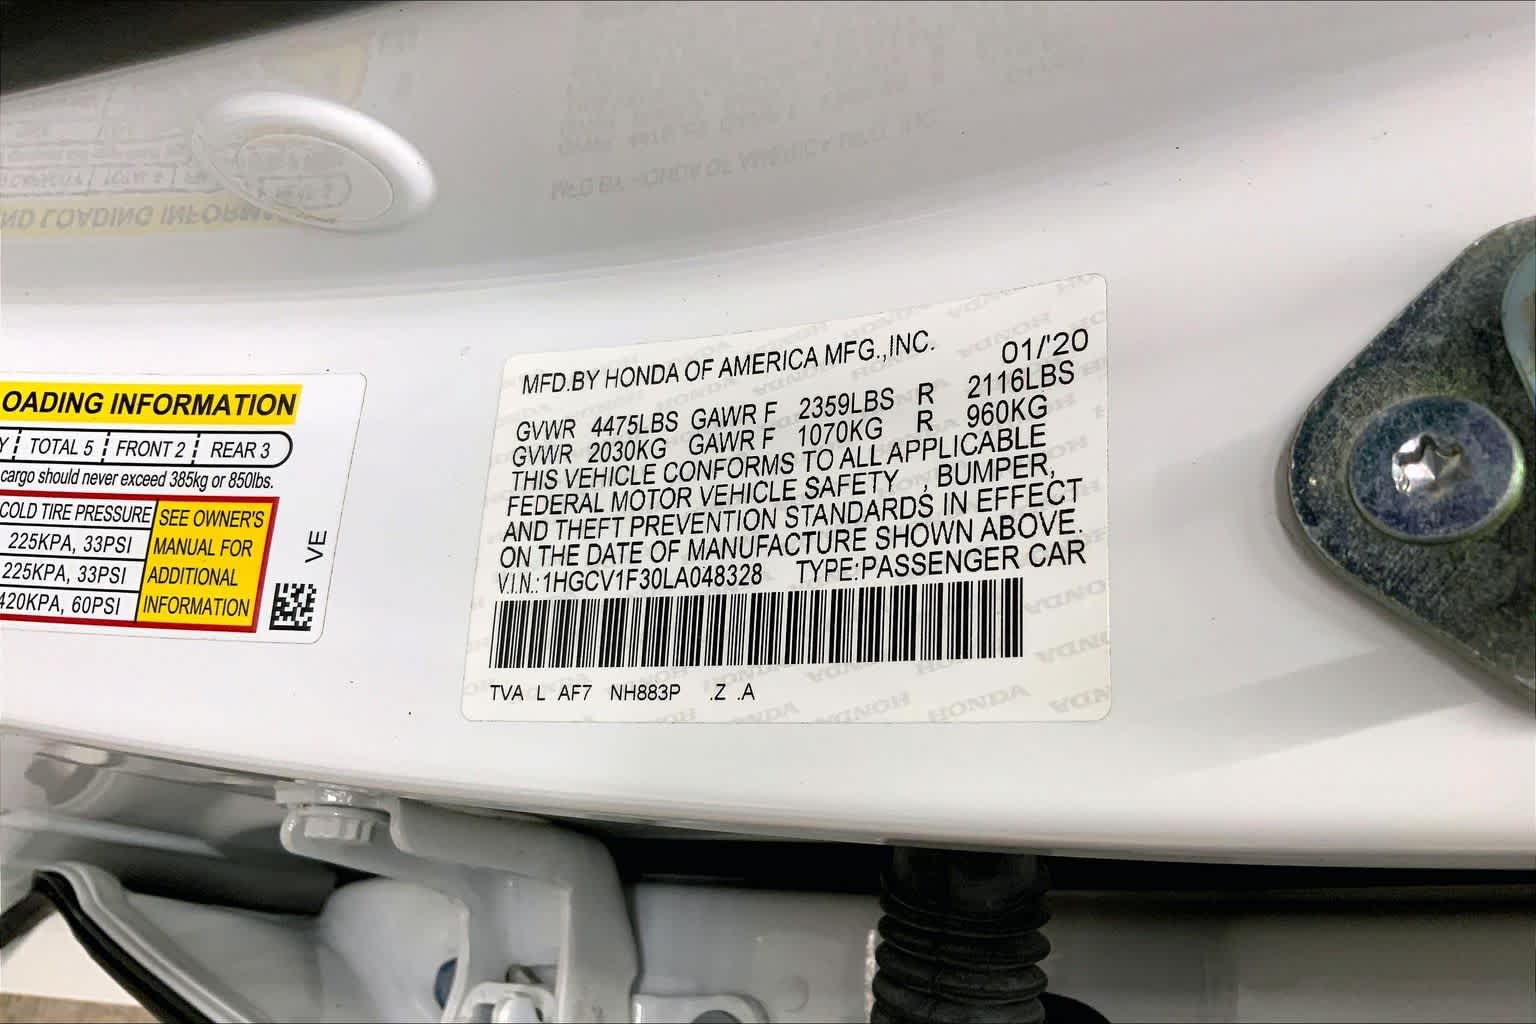 OADING INFORMATION
Y TOTAL 5 FRONT 2 REAR 3
cargo should never exceed 385kg or 850lbs.
COLD TIRE PRESSURE
225KPA, 33PSI
225KPA, 33PSI
420KPA, 60PSI
SEE OWNER'S
MANUAL FOR
ADDITIONAL
INFORMATION
VE
MFD.BY HONDA OF AMERICA MFG.,INC. 01/'20
GVWR 4475LBS GAWR F 2359LBS R 2116LBS
GVWR 2030KG GAWR F 1070KG R 960KG
THIS VEHICLE CONFORMS TO ALL APPLICABLE
FEDERAL MOTOR VEHICLE SAFETY , BUMPER,
AND THEFT PREVENTION STANDARDS IN EFFECT
ON THE DATE OF MANUFACTURE SHOWN ABOVE.
V.I.N.:1HGCV1F30LA048328 TYPE:PASSENGER CAR
TVA L AF7 NH883P .Z .A